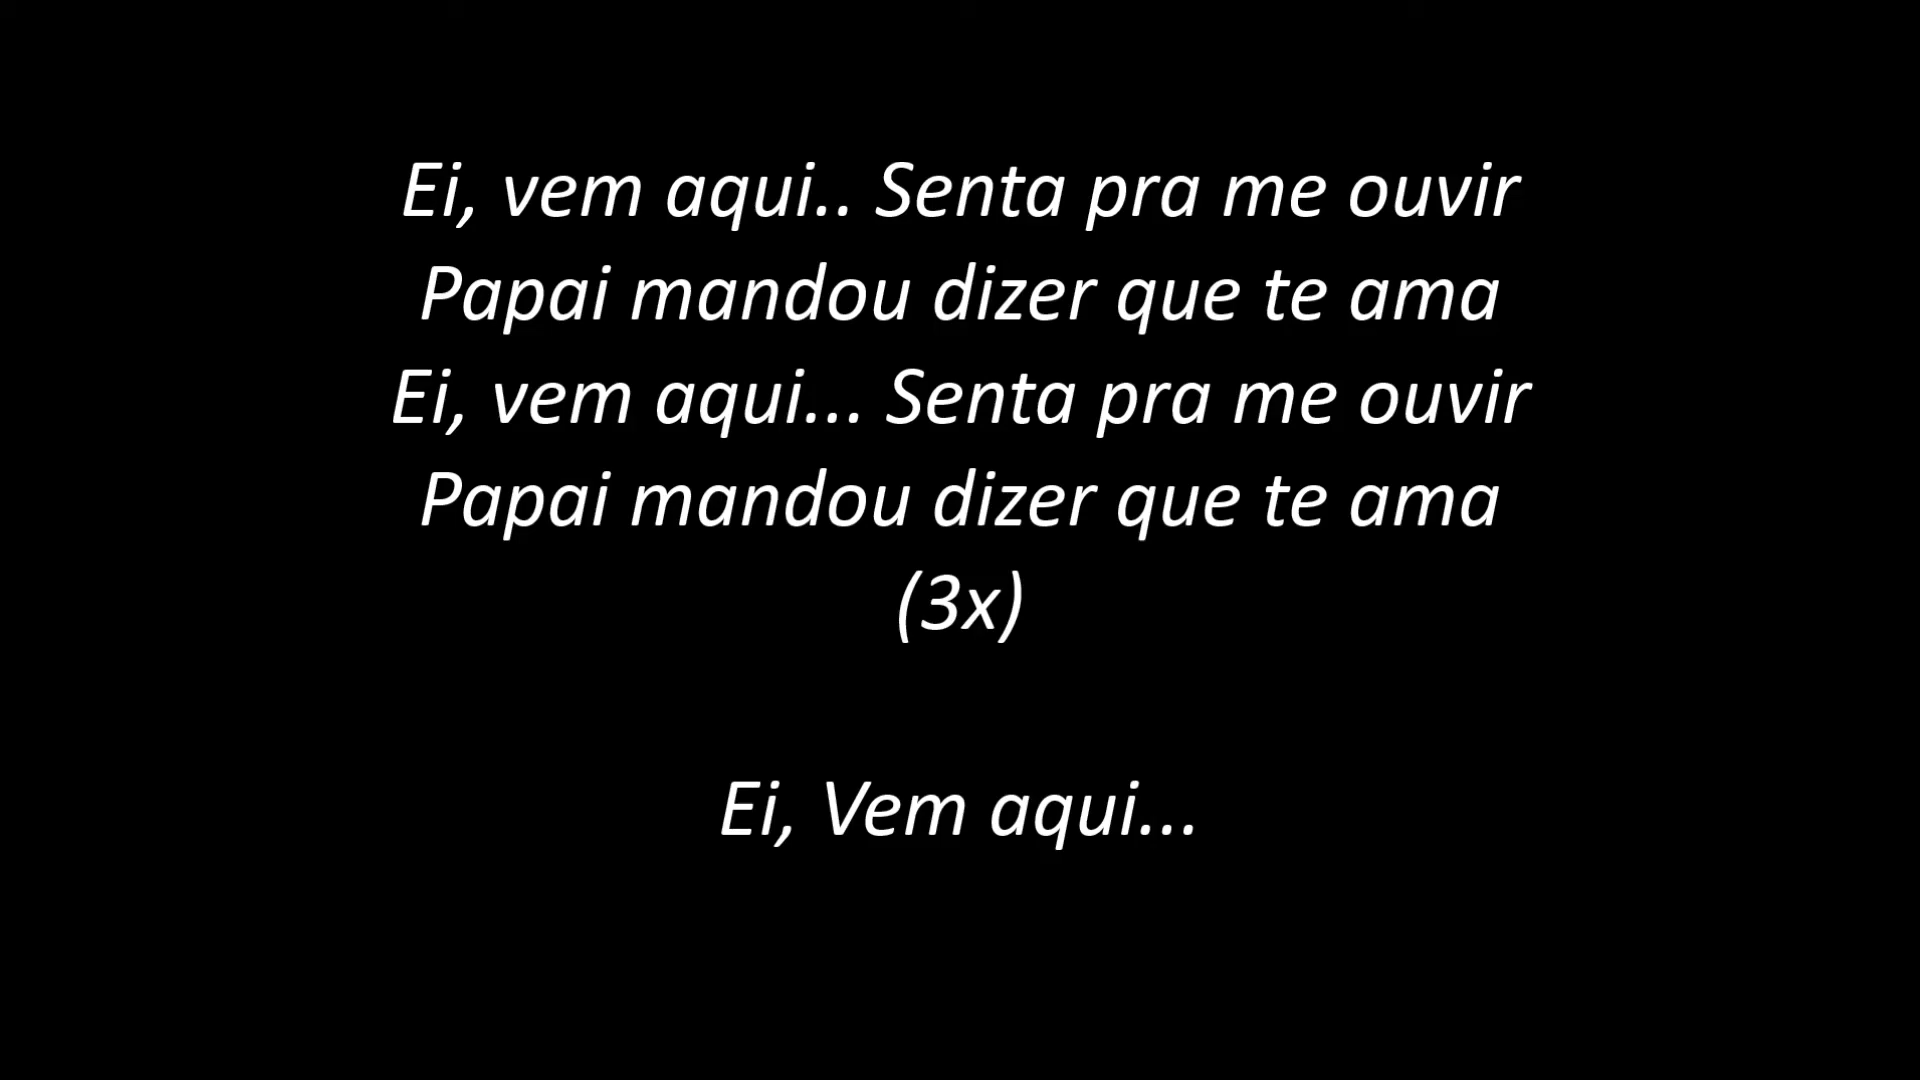 Ei, vem aqui.. Senta pra me ouvir
Papai mandou dizer que te ama
Ei, vem aqui... Senta pra me ouvir
Papai mandou dizer que te ama
(3x)
Ei, Vem aqui...